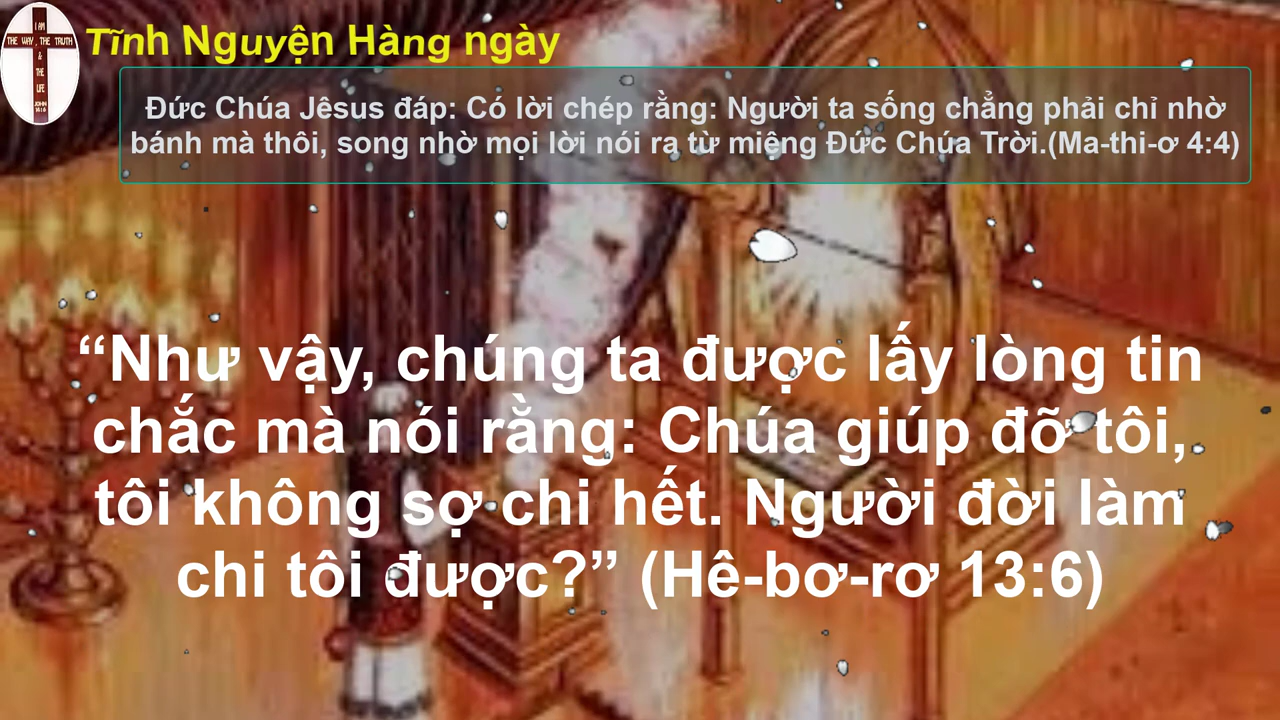 I AM
THE WAY, THE TRUTH
&
THE
LIFE
JOHN
Tĩnh Nguyện Hàng ngày
Đức Chúa Jêsus đáp: Có lời chép rằng: Người ta sống chẳng phải chỉ nhờ
bánh mà thôi, song nhờ mọi lời nói ra từ miệng Đức Chúa Trời.(Ma-thi-ơ 4:4)
“Như vậy, chúng ta được lấy lòng tin
chắc mà nói rằng: Chúa giúp đỡ tôi,
tôi không sợ chi hết. Người đời làm
chi tôi được?” (Hê-bơ-rơ 13:6)